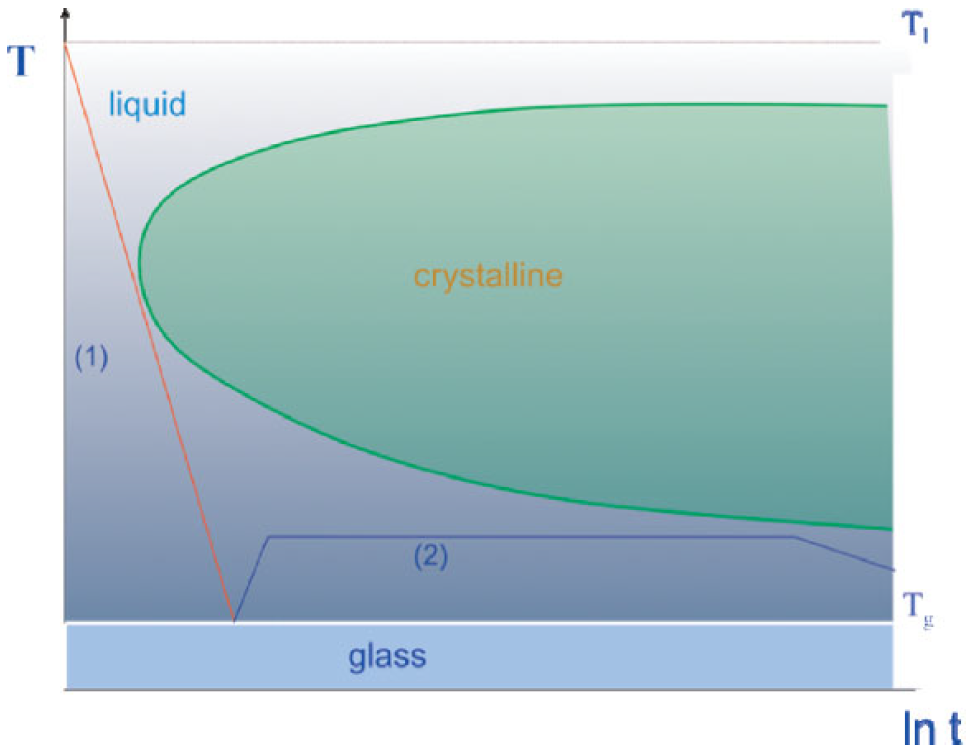 T_l
T
liquid
crystalline
(1)
(2)
T_g
glass
ln t